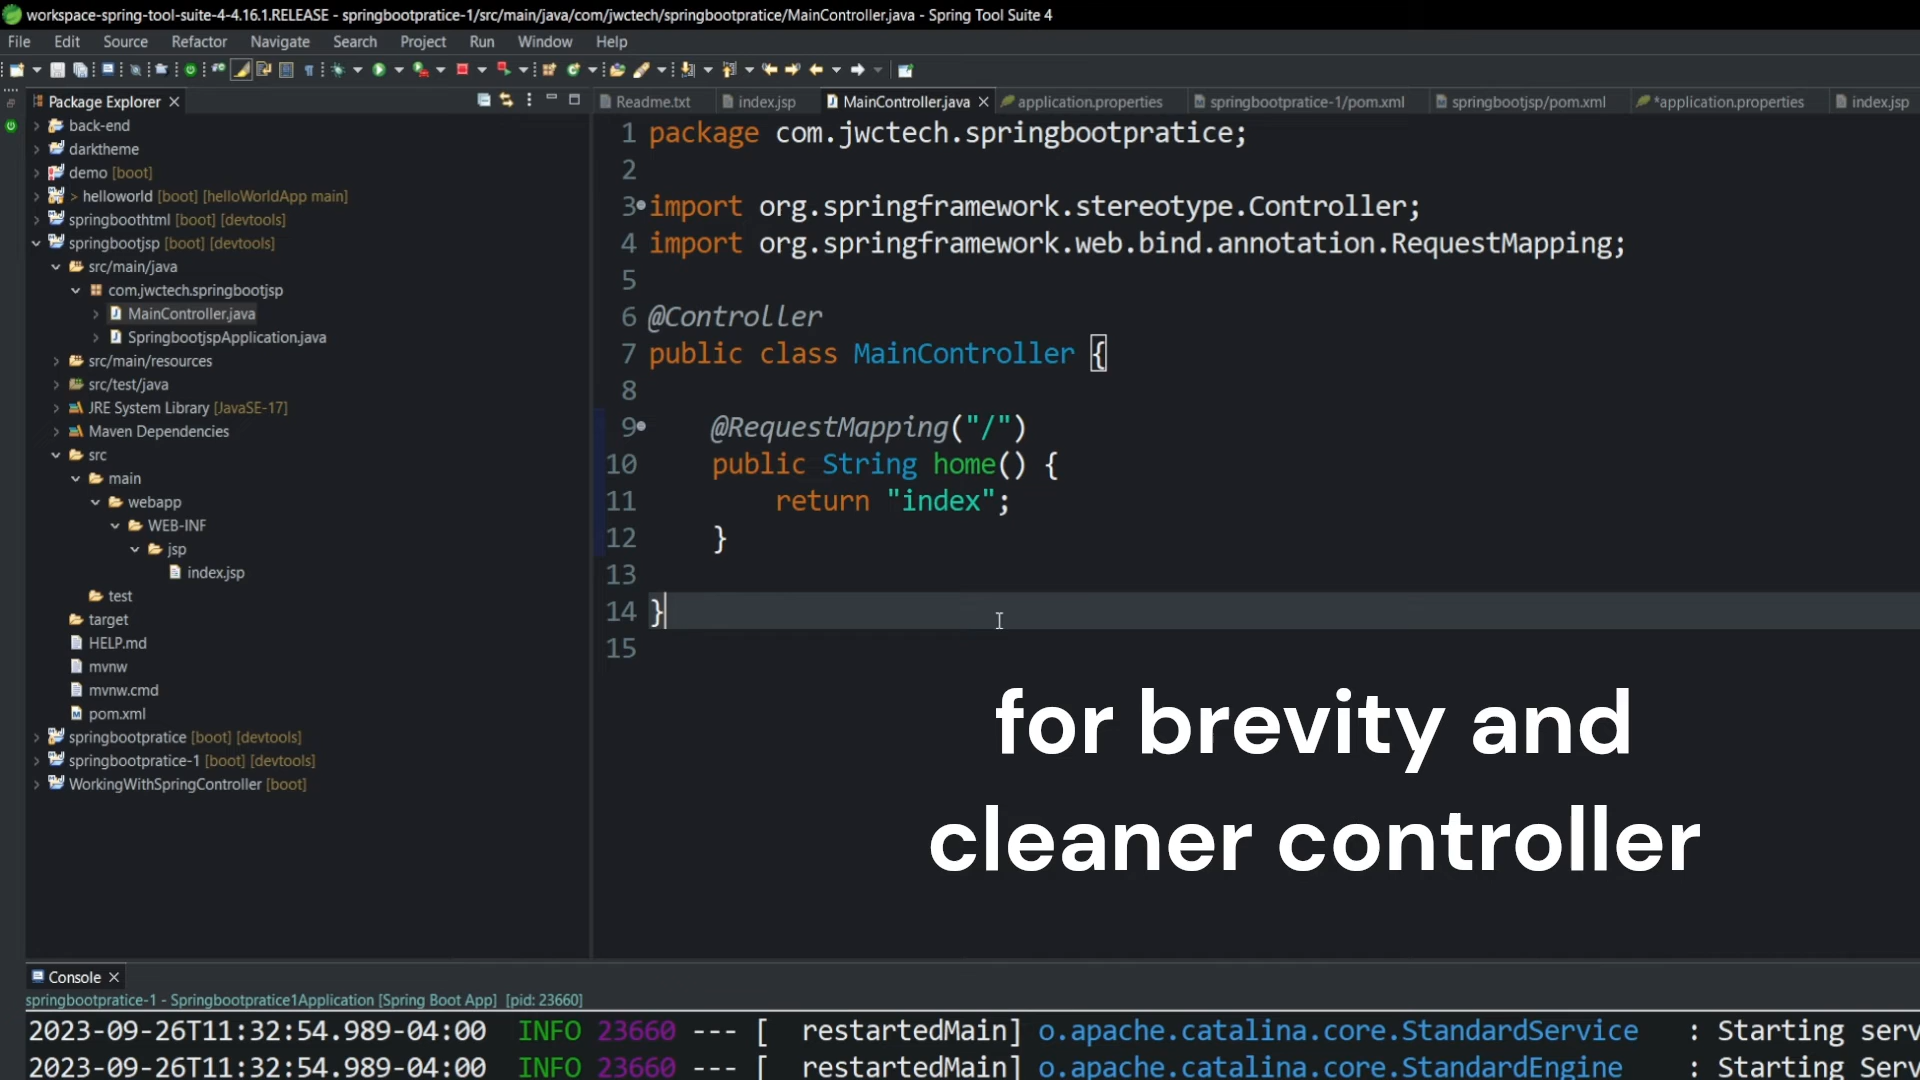 workspace-spring-tool-suite-4-4.16.1.RELEASE - springbootpratice-1/src/main/java/com/jwctech/springbootpratice/MainController.java - Spring Tool Suite 4
File Edit Source Refactor Navigate Search Project Run Window Help
Package Explorer
back-end
darktheme
demo [boot]
> helloworld [boot] [helloWorldApp main]
springboothtml [boot] [devtools]
springbootjsp [boot] [devtools]
src/main/java
com.jwctech.springbootjsp
MainController.java
SpringbootjspApplication.java
src/main/resources
src/test/java
JRE System Library [JavaSE-17]
Maven Dependencies
src
main
webapp
WEB-INF
jsp
index.jsp
test
target
HELP.md
mvnw
mvnw.cmd
pom.xml
springbootpratice [boot] [devtools]
springbootpratice-1 [boot] [devtools]
WorkingWithSpringController [boot]
Readme.txt index.jsp MainController.java application.properties springbootpratice-1/pom.xml springbootjsp/pom.xml *application.properties index.jsp
1 package com.jwctech.springbootpratice;
2
3 import org.springframework.stereotype.Controller;
4 import org.springframework.web.bind.annotation.RequestMapping;
5
6 @Controller
7 public class MainController {
8
9 @RequestMapping("/")
10 public String home() {
11 return "index";
12 }
13
14 }
15
for brevity and
cleaner controller
Console
springbootpratice-1 - Springbootpratice1Application [Spring Boot App] [pid: 23660]
2023-09-26T11:32:54.989-04:00 INFO 23660 --- [ restartedMain] o.apache.catalina.core.StandardService : Starting serv
2023-09-26T11:32:54.989-04:00 INFO 23660 --- [ restartedMain] o.apache.catalina.core.StandardEngine : Starting Serv